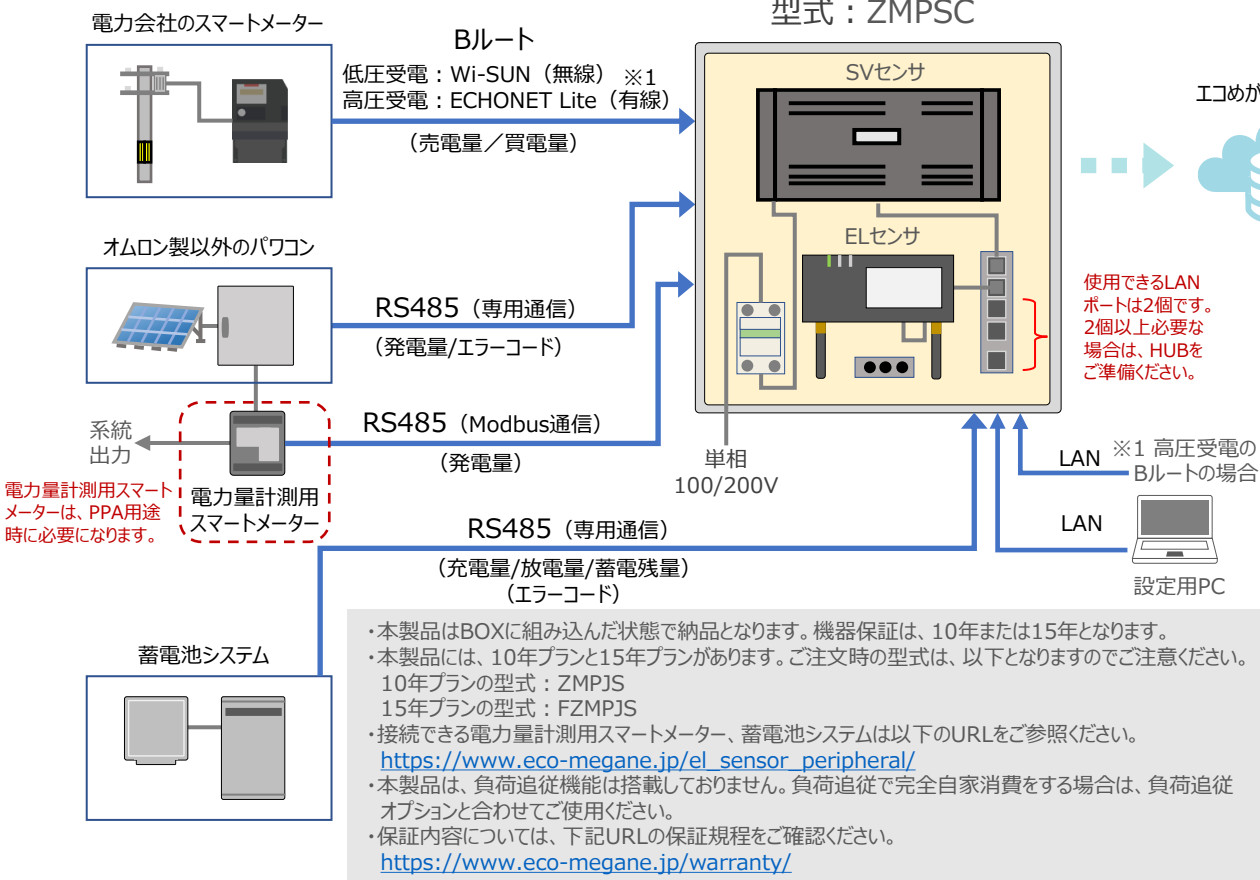 型式：ZMPSC
電力会社のスマートメーター
Bルート
低圧受電：Wi-SUN（無線） ※1
高圧受電：ECHONET Lite（有線）
（売電量／買電量）
SVセンサ
エコめが
オムロン製以外のパワコン
RS485（専用通信）
（発電量/エラーコード）
ELセンサ
使用できるLAN
ポートは2個です。
2個以上必要な
場合は、HUBを
ご準備ください。
RS485（Modbus通信）
（発電量）
系統
出力
電力量計測用スマート
メーターは、PPA用途
時に必要になります。
電力量計測用
スマートメーター
単相
100/200V
LAN
※1 高圧受電の
Bルートの場合
LAN
設定用PC
RS485（専用通信）
（充電量/放電量/蓄電残量）
（エラーコード）
蓄電池システム
・本製品はBOXに組み込んだ状態で納品となります。機器保証は、10年または15年となります。
・本製品には、10年プランと15年プランがあります。ご注文時の型式は、以下となりますのでご注意ください。
10年プランの型式：ZMPJS
15年プランの型式：FZMPJS
・接続できる電力量計測用スマートメーター、蓄電池システムは以下のURLをご参照ください。
https://www.eco-megane.jp/el_sensor_peripheral/
・本製品は、負荷追従機能は搭載しておりません。負荷追従で完全自家消費をする場合は、負荷追従
オプションと合わせてご使用ください。
・保証内容については、下記URLの保証規程をご確認ください。
https://www.eco-megane.jp/warranty/